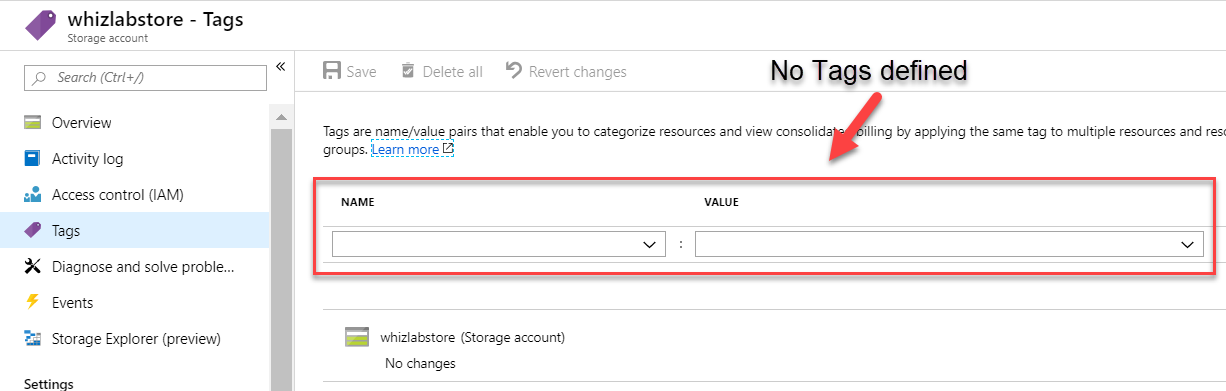 whizlabstore - Tags
Storage account
Search (Ctrl+/)
«
Overview
Activity log
Access control (IAM)
Tags
Diagnose and solve proble...
Events
Storage Explorer (preview)
Settings
Save Delete all Revert changes
No Tags defined
Tags are name/value pairs that enable you to categorize resources and view consolidated billing by applying the same tag to multiple resources and reso
groups. Learn more
NAME VALUE
:
whizlabstore (Storage account)
No changes